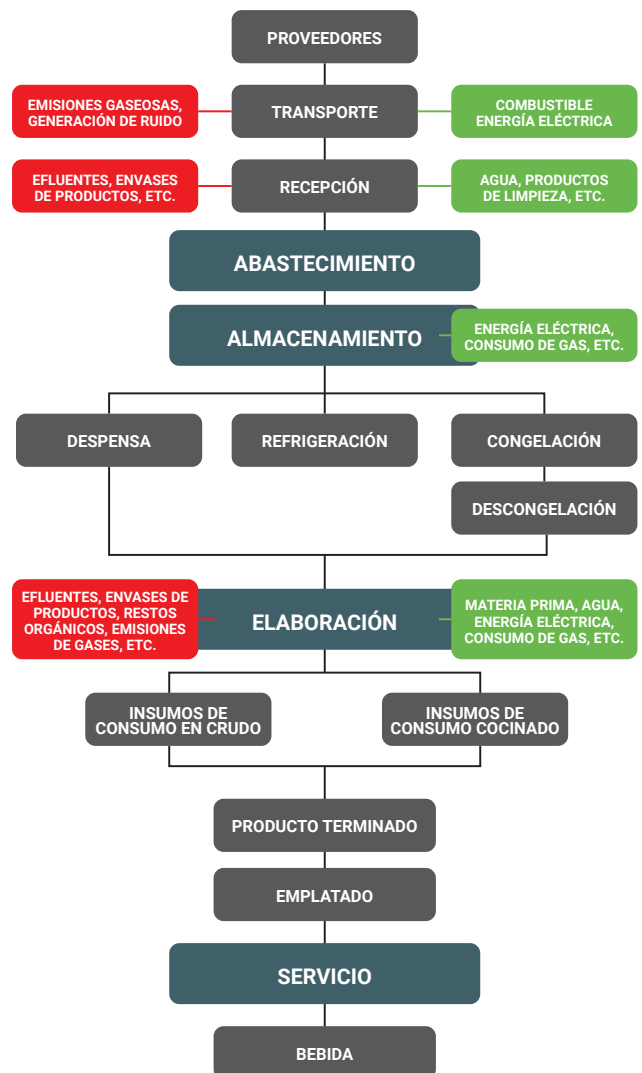 PROVEEDORES
EMISIONES GASEOSAS,
GENERACIÓN DE RUIDO
TRANSPORTE
COMBUSTIBLE
ENERGÍA ELÉCTRICA
EFLUENTES, ENVASES
DE PRODUCTOS, ETC.
RECEPCIÓN
AGUA, PRODUCTOS
DE LIMPIEZA, ETC.
ABASTECIMIENTO
ALMACENAMIENTO
ENERGÍA ELÉCTRICA,
CONSUMO DE GAS, ETC.
DESPENSA
REFRIGERACIÓN
CONGELACIÓN
DESCONGELACIÓN
EFLUENTES, ENVASES DE
PRODUCTOS, RESTOS
ORGÁNICOS, EMISIONES
DE GASES, ETC.
ELABORACIÓN
MATERIA PRIMA, AGUA,
ENERGÍA ELÉCTRICA,
CONSUMO DE GAS, ETC.
INSUMOS DE
CONSUMO EN CRUDO
INSUMOS DE
CONSUMO COCINADO
PRODUCTO TERMINADO
EMPLATADO
SERVICIO
BEBIDA